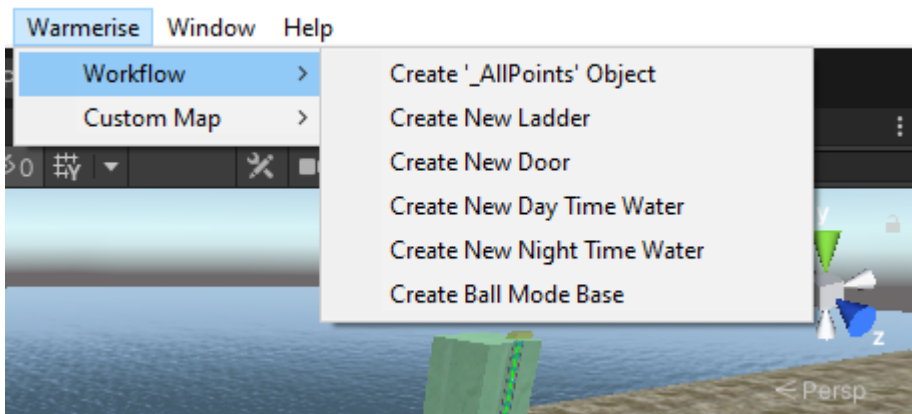 Warmerise Window Help
Workflow >
Custom Map >
Create '_AllPoints' Object
Create New Ladder
Create New Door
Create New Day Time Water
Create New Night Time Water
Create Ball Mode Base
0
y
z
< Persp